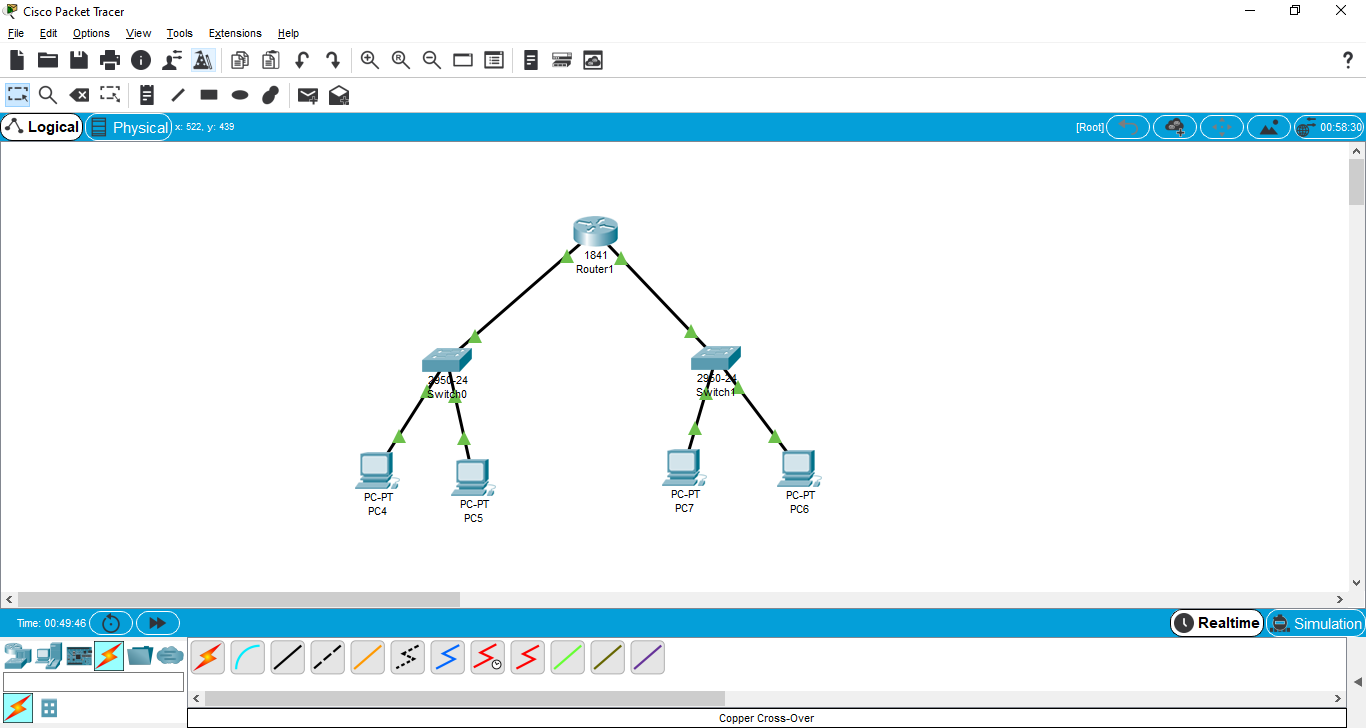 Cisco Packet Tracer
File Edit Options View Tools Extensions Help
?
Logical Physical x: 522, y: 439 [Root] 00:58:30
1841
Router1
2950-24
Switch0
2950-24
Switch1
PC-PT
PC4
PC-PT
PC5
PC-PT
PC7
PC-PT
PC6
Time: 00:49:46 Realtime Simulation
Copper Cross-Over